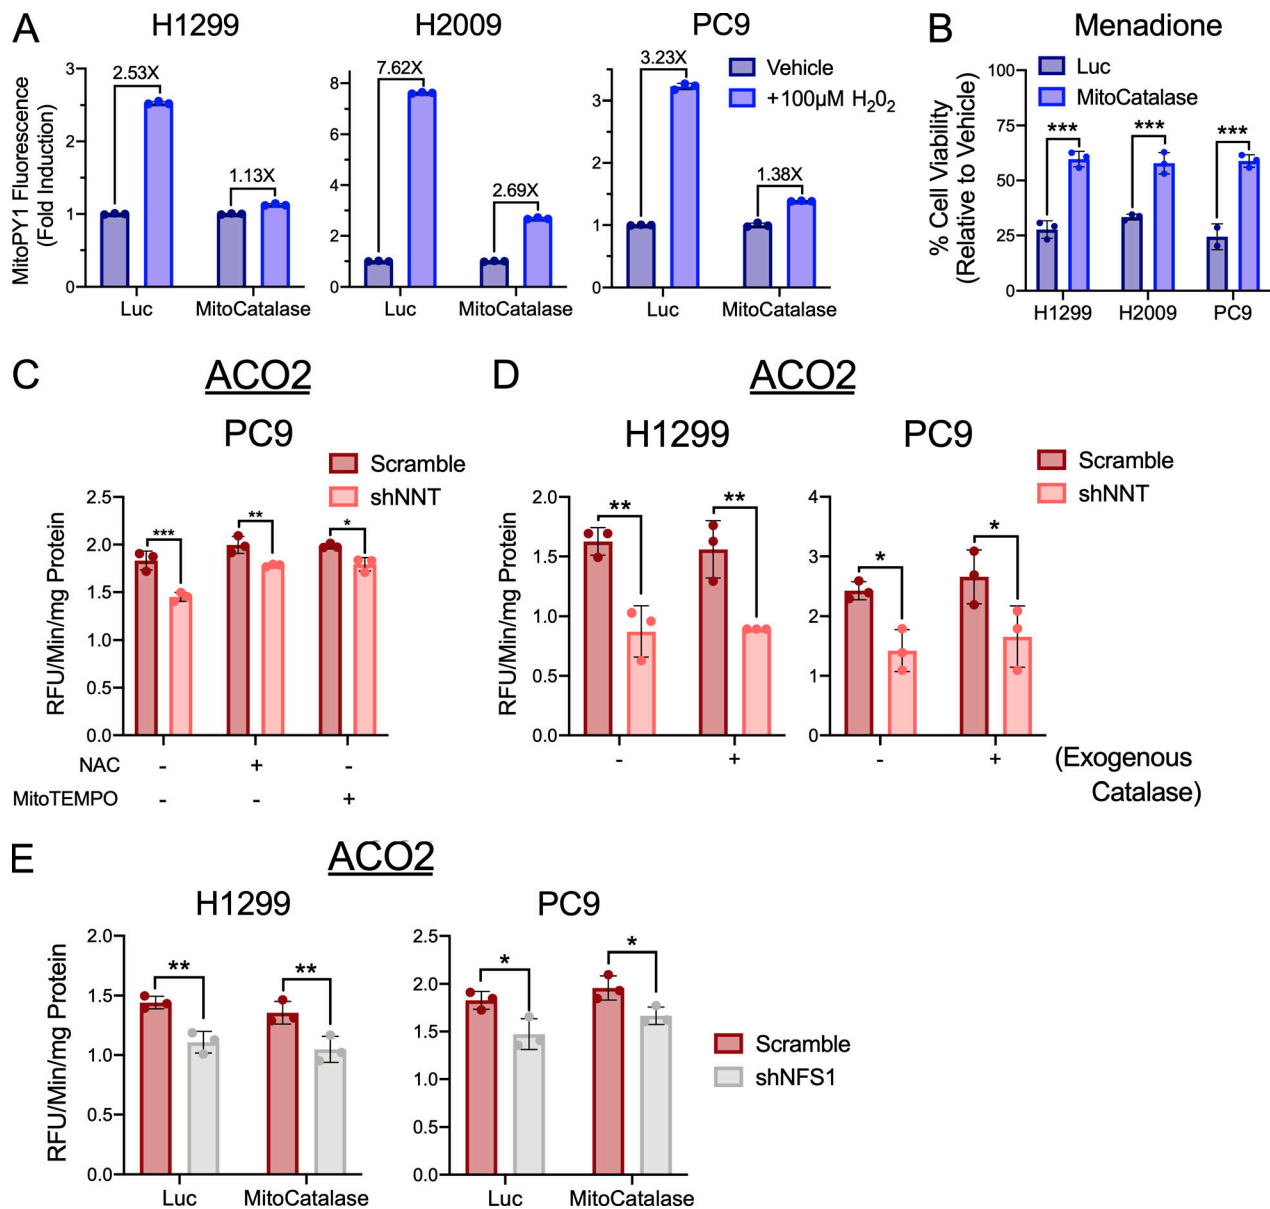 A
H1299
H2009
PC9
B
Menadione
MitoPY1 Fluorescence
(Fold Induction)
3
2
1
0
2.53X
1.13X
Luc
MitoCatalase
8
6
4
2
0
7.62X
2.69X
Luc
MitoCatalase
3
2
1
0
3.23X
1.38X
Vehicle
+100µM H₂0₂
Luc
MitoCatalase
% Cell Viability
(Relative to Vehicle)
100
75
50
25
0
Luc
MitoCatalase
***
***
***
H1299
H2009
PC9
C
ACO2
PC9
Scramble
shNNT
RFU/Min/mg Protein
2.5
2.0
1.5
1.0
0.5
0.0
***
**
*
NAC - + -
MitoTEMPO - - +
D
ACO2
H1299
PC9
Scramble
shNNT
RFU/Min/mg Protein
2.0
1.5
1.0
0.5
0.0
**
**
- +
4
3
2
1
0
*
*
- +
(Exogenous
Catalase)
E
ACO2
H1299
PC9
RFU/Min/mg Protein
2.0
1.5
1.0
0.5
0.0
**
**
Luc
MitoCatalase
2.5
2.0
1.5
1.0
0.5
0.0
*
*
Luc
MitoCatalase
Scramble
shNFS1